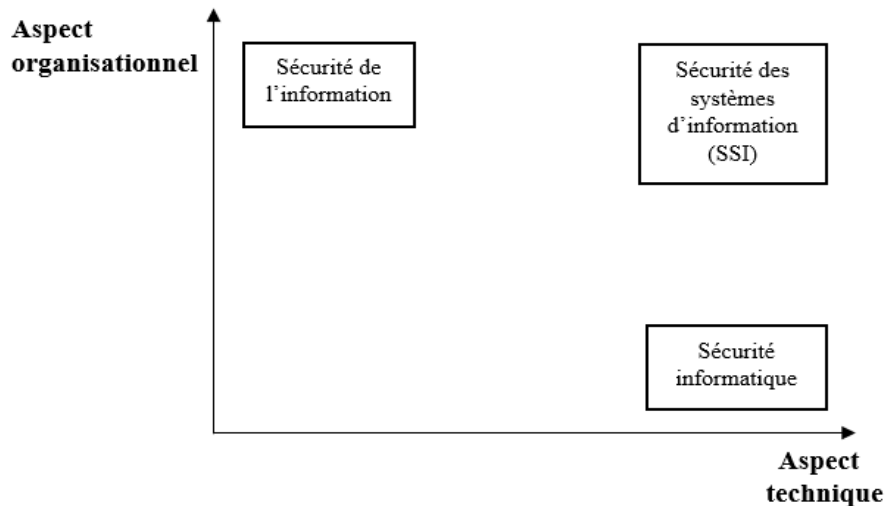 Aspect
organisationnel
Sécurité de
l’information
Sécurité des
systèmes
d’information
(SSI)
Sécurité
informatique
Aspect
technique